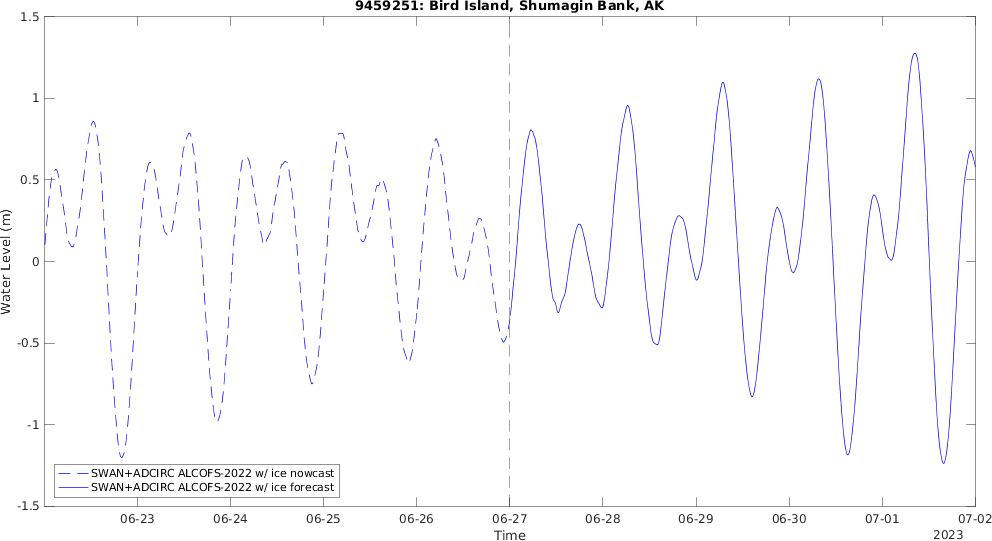 9459251: Bird Island, Shumagin Bank, AK
1.5
1
0.5
0
-0.5
-1
-1.5
Water Level (m)
SWAN+ADCIRC ALCOFS-2022 w/ ice nowcast
SWAN+ADCIRC ALCOFS-2022 w/ ice forecast
06-23 06-24 06-25 06-26 06-27 06-28 06-29 06-30 07-01 07-02
Time
2023